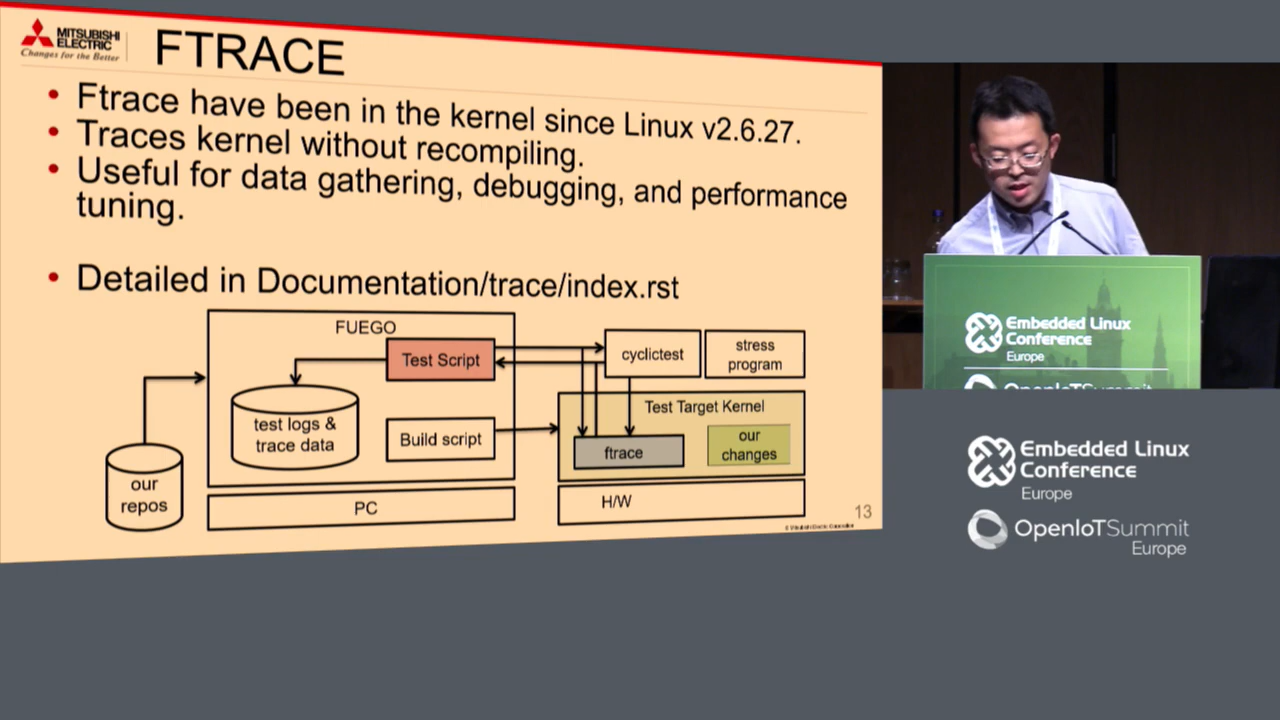 MITSUBISHI
ELECTRIC
Changes for the Better
FTRACE
• Ftrace have been in the kernel since Linux v2.6.27.
• Traces kernel without recompiling.
• Useful for data gathering, debugging, and performance
tuning.
• Detailed in Documentation/trace/index.rst
FUEGO
Test Script
cyclictest
stress
program
test logs &
trace data
Build script
Test Target Kernel
ftrace
our
changes
our
repos
PC
H/W
13
Embedded Linux
Conference
Europe
OpenIoTSummit
Embedded Linux
Conference
Europe
OpenIoTSummit
Europe